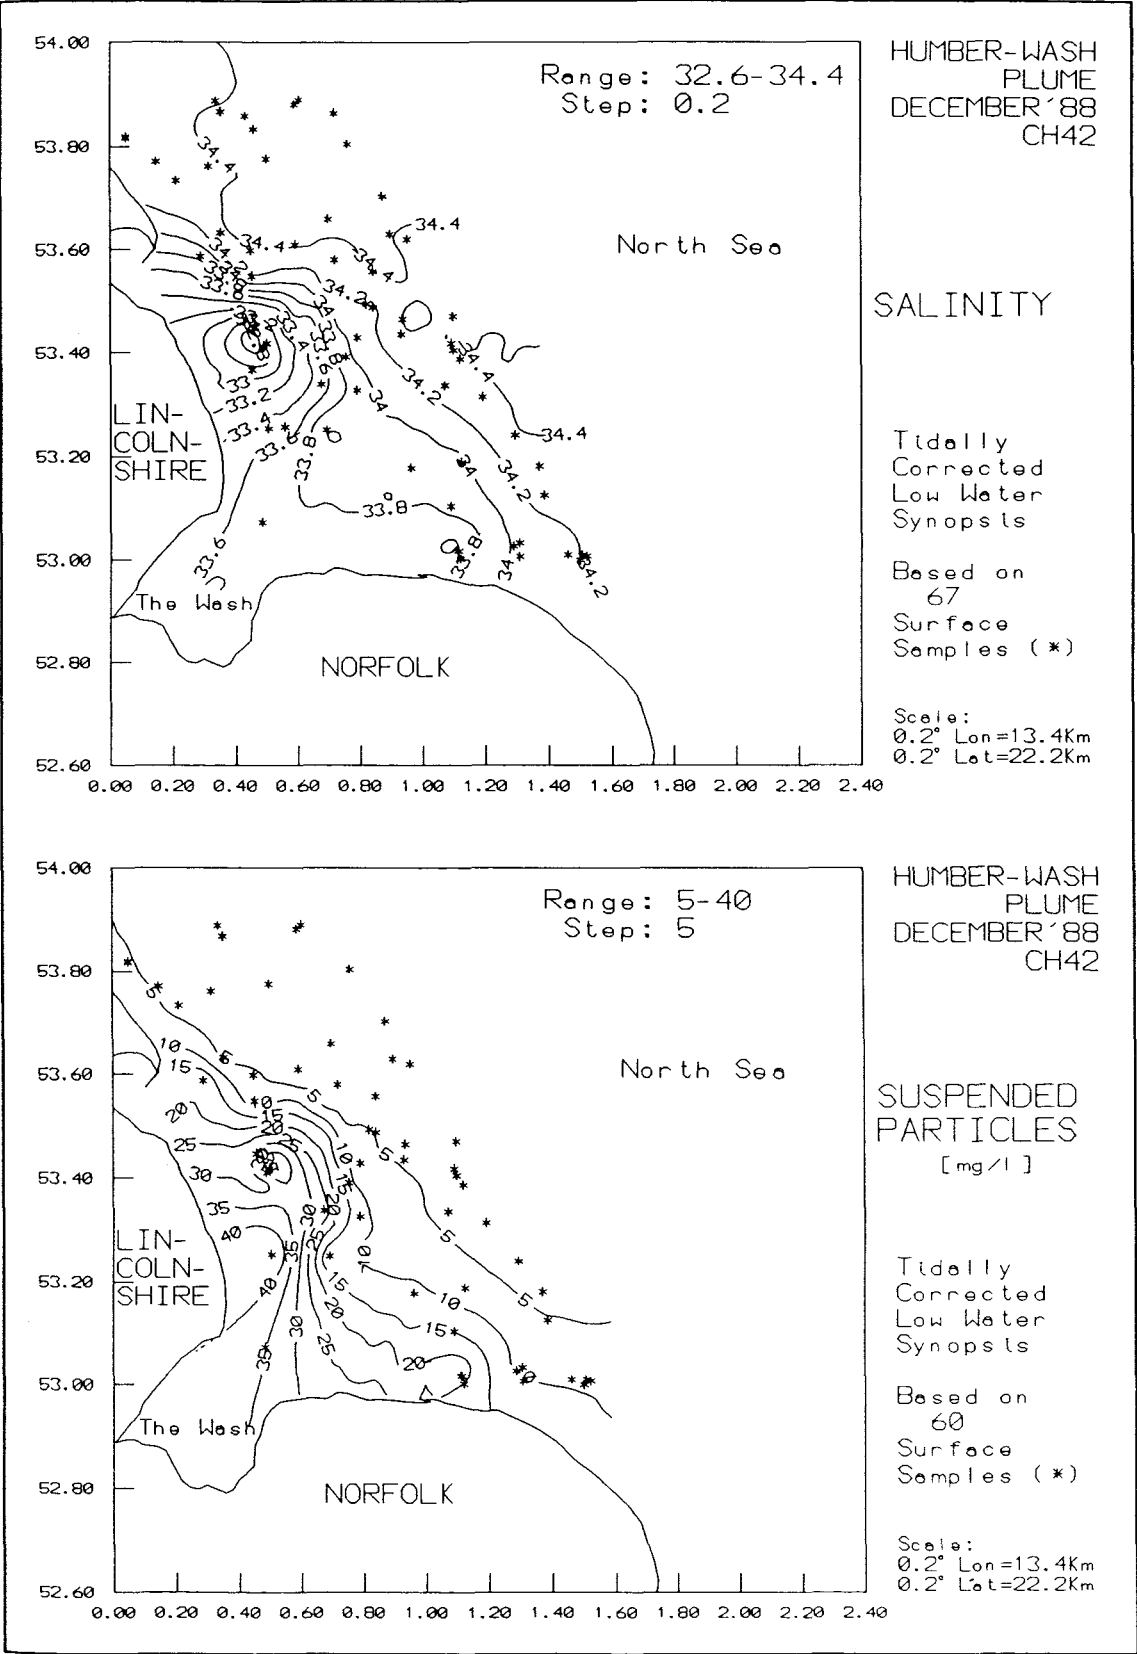 54.00
53.80
53.60
53.40
53.20
53.00
52.80
52.60
0.00 0.20 0.40 0.60 0.80 1.00 1.20 1.40 1.60 1.80 2.00 2.20 2.40
Range: 32.6-34.4
Step: 0.2
North Sea
LIN-
COLN-
SHIRE
The Wash
NORFOLK
34.4
34.4
34.4
34.4
34.2
34
33.8
33.6
33.4
33
33.2
33.4
33.6
33.8
33.8
33.8
33.6
34
34
34
34.2
34.2
34.2
34.4
34.4
HUMBER-WASH
PLUME
DECEMBER´88
CH42
SALINITY
Tidally
Corrected
Low Water
Synopsis
Based on
67
Surface
Samples (*)
Scale:
0.2° Lon=13.4Km
0.2° Lat=22.2Km
54.00
53.80
53.60
53.40
53.20
53.00
52.80
52.60
0.00 0.20 0.40 0.60 0.80 1.00 1.20 1.40 1.60 1.80 2.00 2.20 2.40
Range: 5-40
Step: 5
North Sea
LIN-
COLN-
SHIRE
The Wash
NORFOLK
5
5
5
5
5
5
10
15
20
25
30
35
40
15
20
25
10
15
20
30
25
35
40
35
30
25
20
15
10
10
15
20
HUMBER-WASH
PLUME
DECEMBER´88
CH42
SUSPENDED
PARTICLES
[mg/l]
Tidally
Corrected
Low Water
Synopsis
Based on
60
Surface
Samples (*)
Scale:
0.2° Lon=13.4Km
0.2° Lat=22.2Km